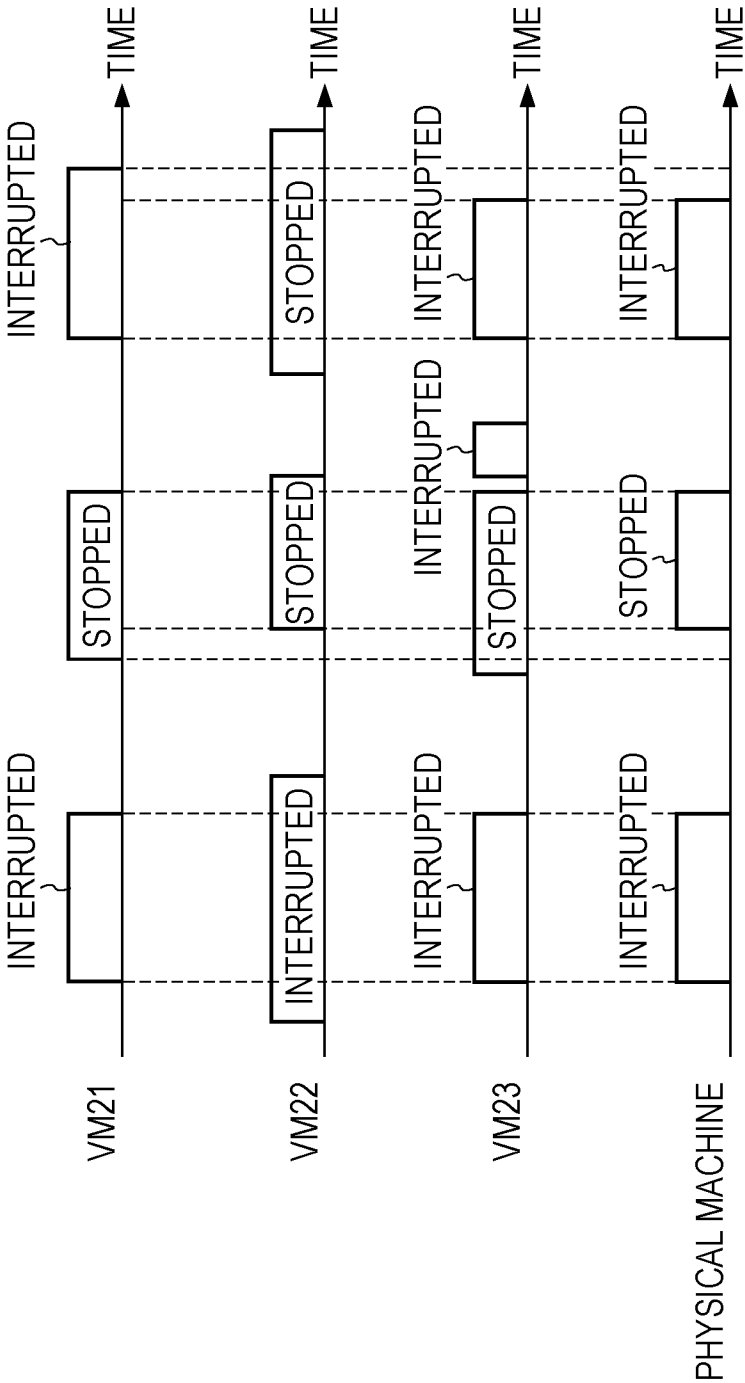 VM21
INTERRUPTED
STOPPED
INTERRUPTED
TIME
VM22
INTERRUPTED
STOPPED
STOPPED
TIME
VM23
INTERRUPTED
STOPPED
INTERRUPTED
INTERRUPTED
TIME
PHYSICAL MACHINE
INTERRUPTED
STOPPED
INTERRUPTED
TIME